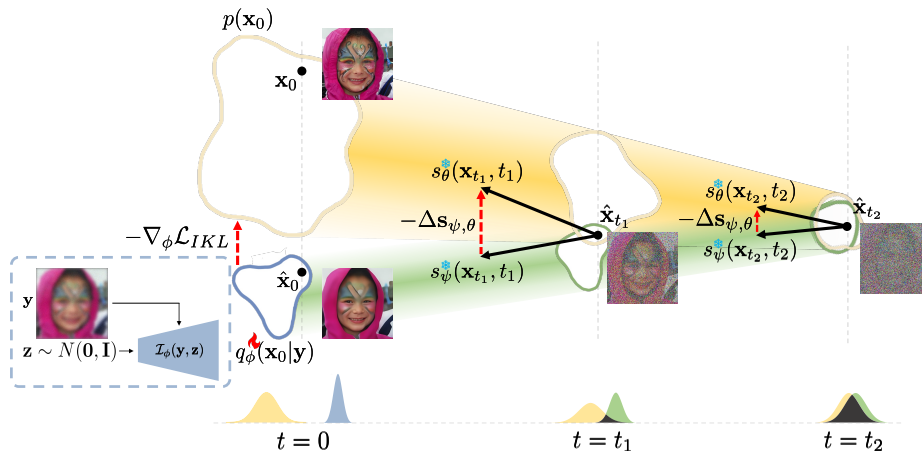 p(x₀)
x₀
s_θ(x_{t₁}, t₁)
s_θ(x_{t₂}, t₂)
x̂_{t₁}
x̂_{t₂}
−Δs_{ψ,θ}
−Δs_{ψ,θ}
−∇_ϕ ℒ_{IKL}
s_ψ(x_{t₁}, t₁)
s_ψ(x_{t₂}, t₂)
x̂₀
y
z ∼ N(0, I)
ℐ_ϕ(y, z)
q_ϕ(x₀|y)
t = 0
t = t₁
t = t₂